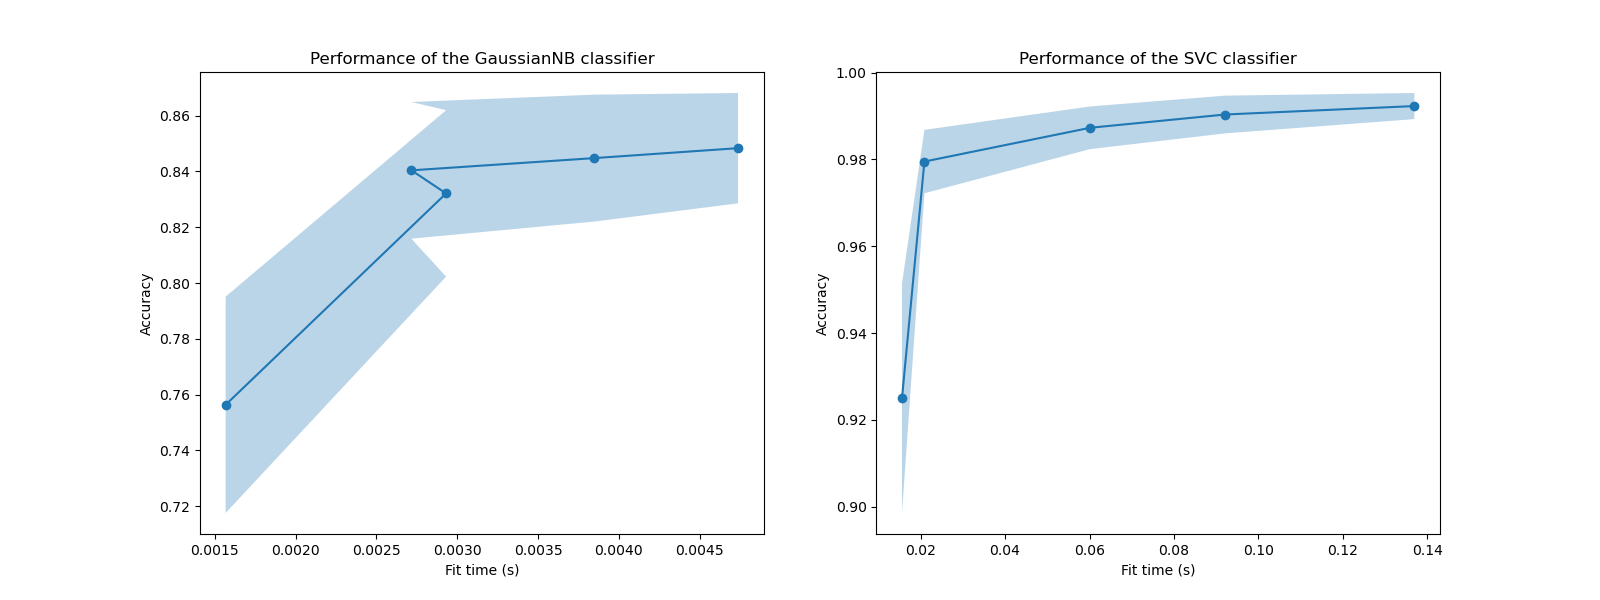 Performance of the GaussianNB classifier
0.86
0.84
0.82
0.80
0.78
0.76
0.74
0.72
Accuracy
0.0015 0.0020 0.0025 0.0030 0.0035 0.0040 0.0045
Fit time (s)
Performance of the SVC classifier
1.00
0.98
0.96
0.94
0.92
0.90
Accuracy
0.02 0.04 0.06 0.08 0.10 0.12 0.14
Fit time (s)